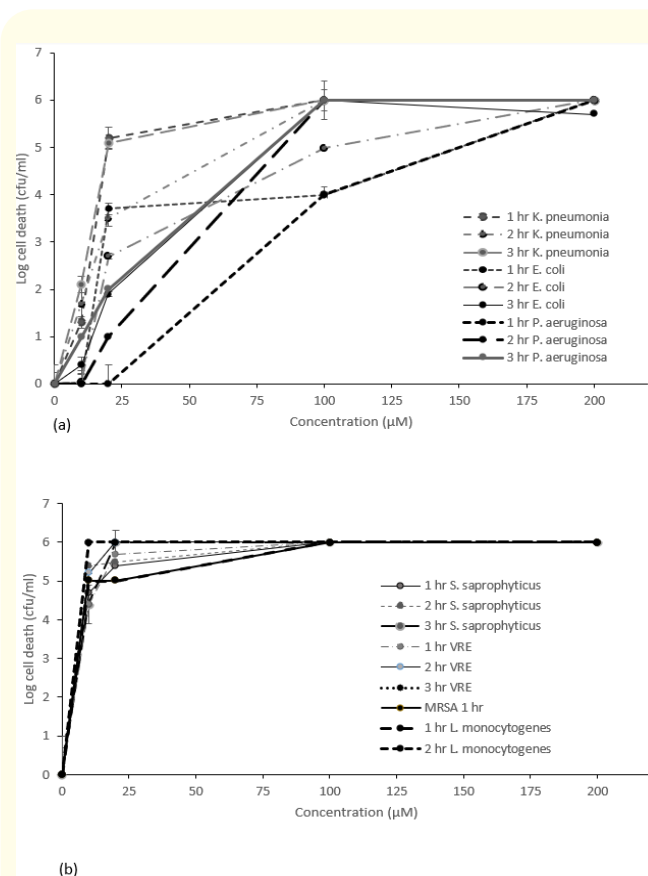 7
6
5
4
3
2
1
0
Log cell death (cfu/ml)
1 hr K. pneumonia
2 hr K. pneumonia
3 hr K. pneumonia
1 hr E. coli
2 hr E. coli
3 hr E. coli
1 hr P. aeruginosa
2 hr P. aeruginosa
3 hr P. aeruginosa
0 25 50 75 100 125 150 175 200
Concentration (μM)
(a)
7
6
5
4
3
2
1
0
Log cell death (cfu/ml)
1 hr S. saprophyticus
2 hr S. saprophyticus
3 hr S. saprophyticus
1 hr VRE
2 hr VRE
3 hr VRE
MRSA 1 hr
1 hr L. monocytogenes
2 hr L. monocytogenes
0 25 50 75 100 125 150 175 200
Concentration (μM)
(b)